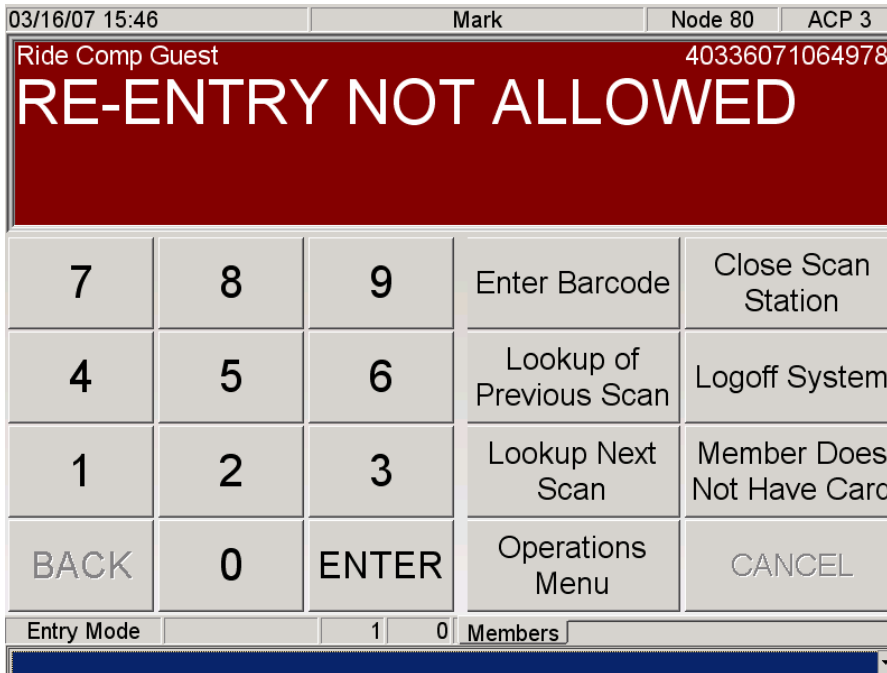 03/16/07 15:46 Mark Node 80 ACP 3
Ride Comp Guest 40336071064978
RE-ENTRY NOT ALLOWED
7 8 9 Enter Barcode Close Scan
Station
4 5 6 Lookup of
Previous Scan Logoff System
1 2 3 Lookup Next
Scan Member Does
Not Have Card
BACK 0 ENTER Operations
Menu CANCEL
Entry Mode 1 0 Members